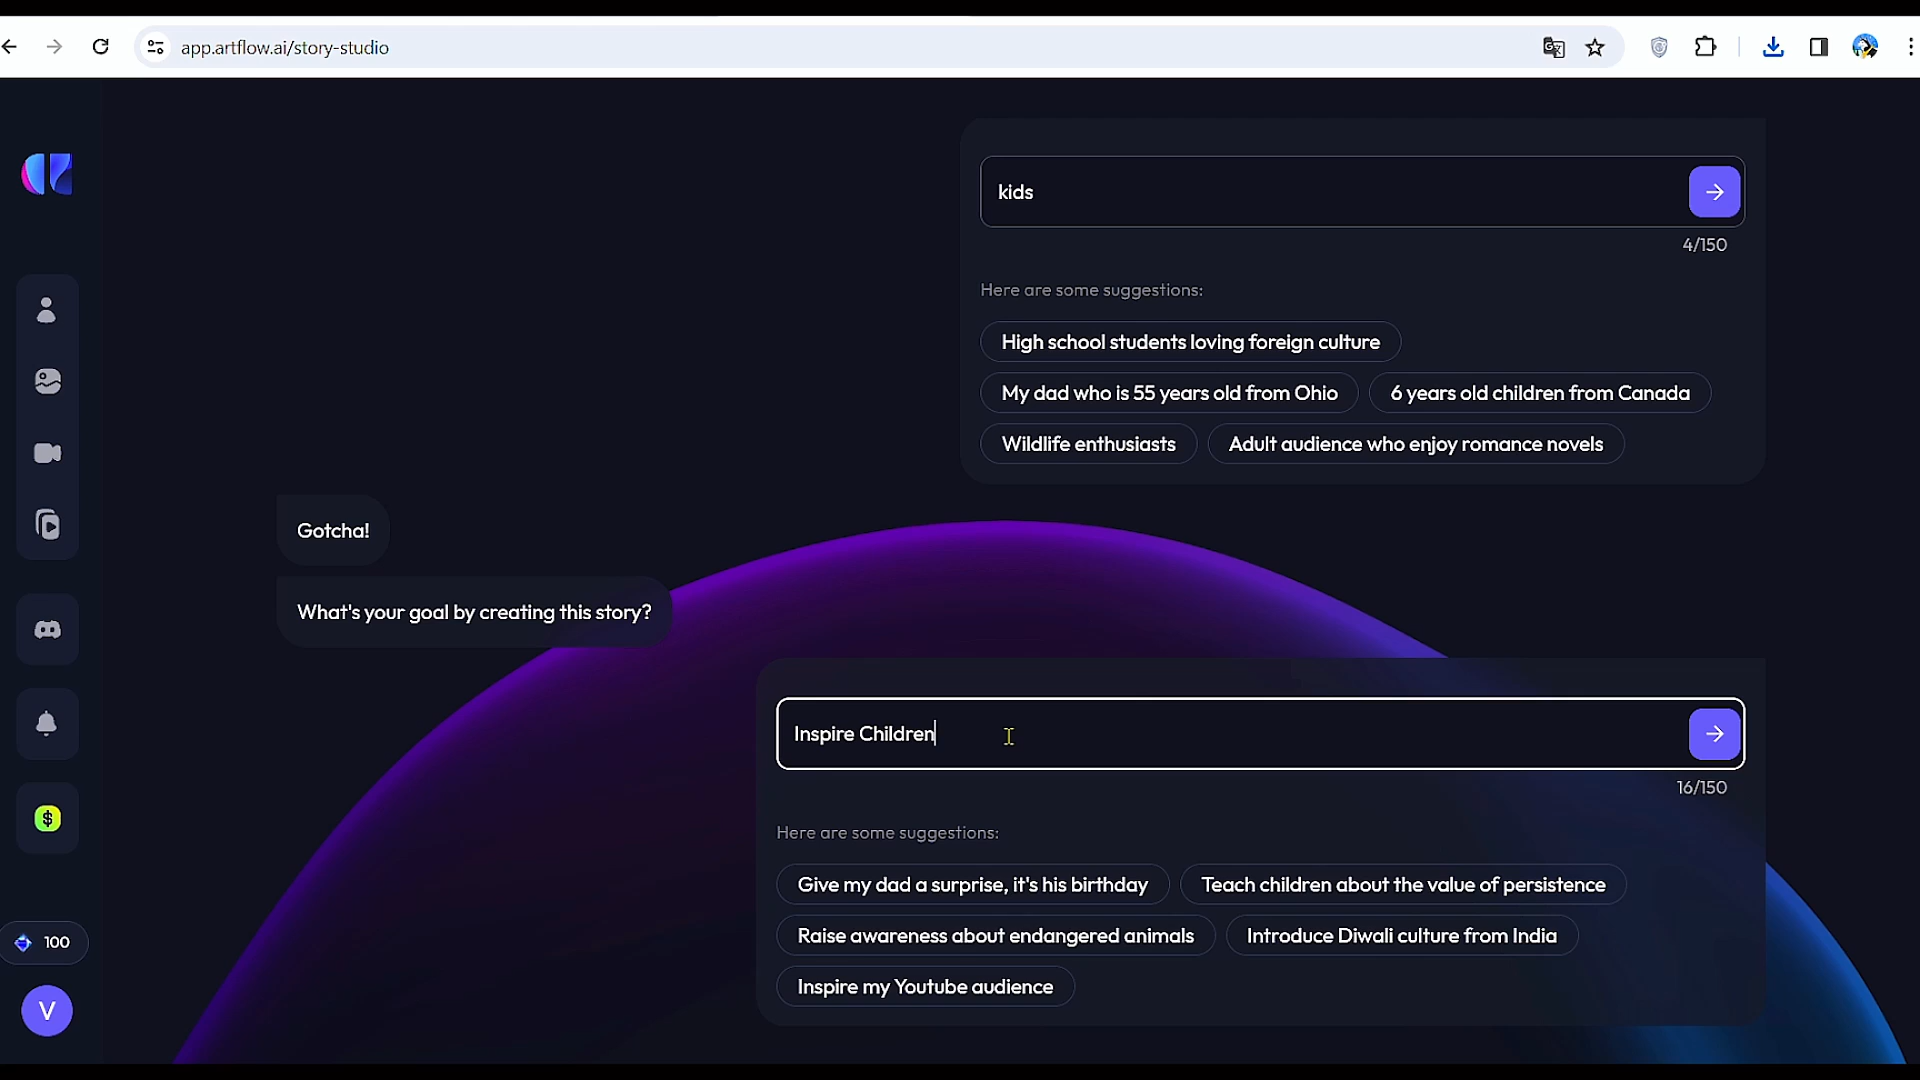 app.artflow.ai/story-studio
kids
4/150
Here are some suggestions:
High school students loving foreign culture
My dad who is 55 years old from Ohio
6 years old children from Canada
Wildlife enthusiasts
Adult audience who enjoy romance novels
Gotcha!
What's your goal by creating this story?
Inspire Children
16/150
Here are some suggestions:
Give my dad a surprise, it's his birthday
Teach children about the value of persistence
Raise awareness about endangered animals
Introduce Diwali culture from India
Inspire my Youtube audience
$
100
V